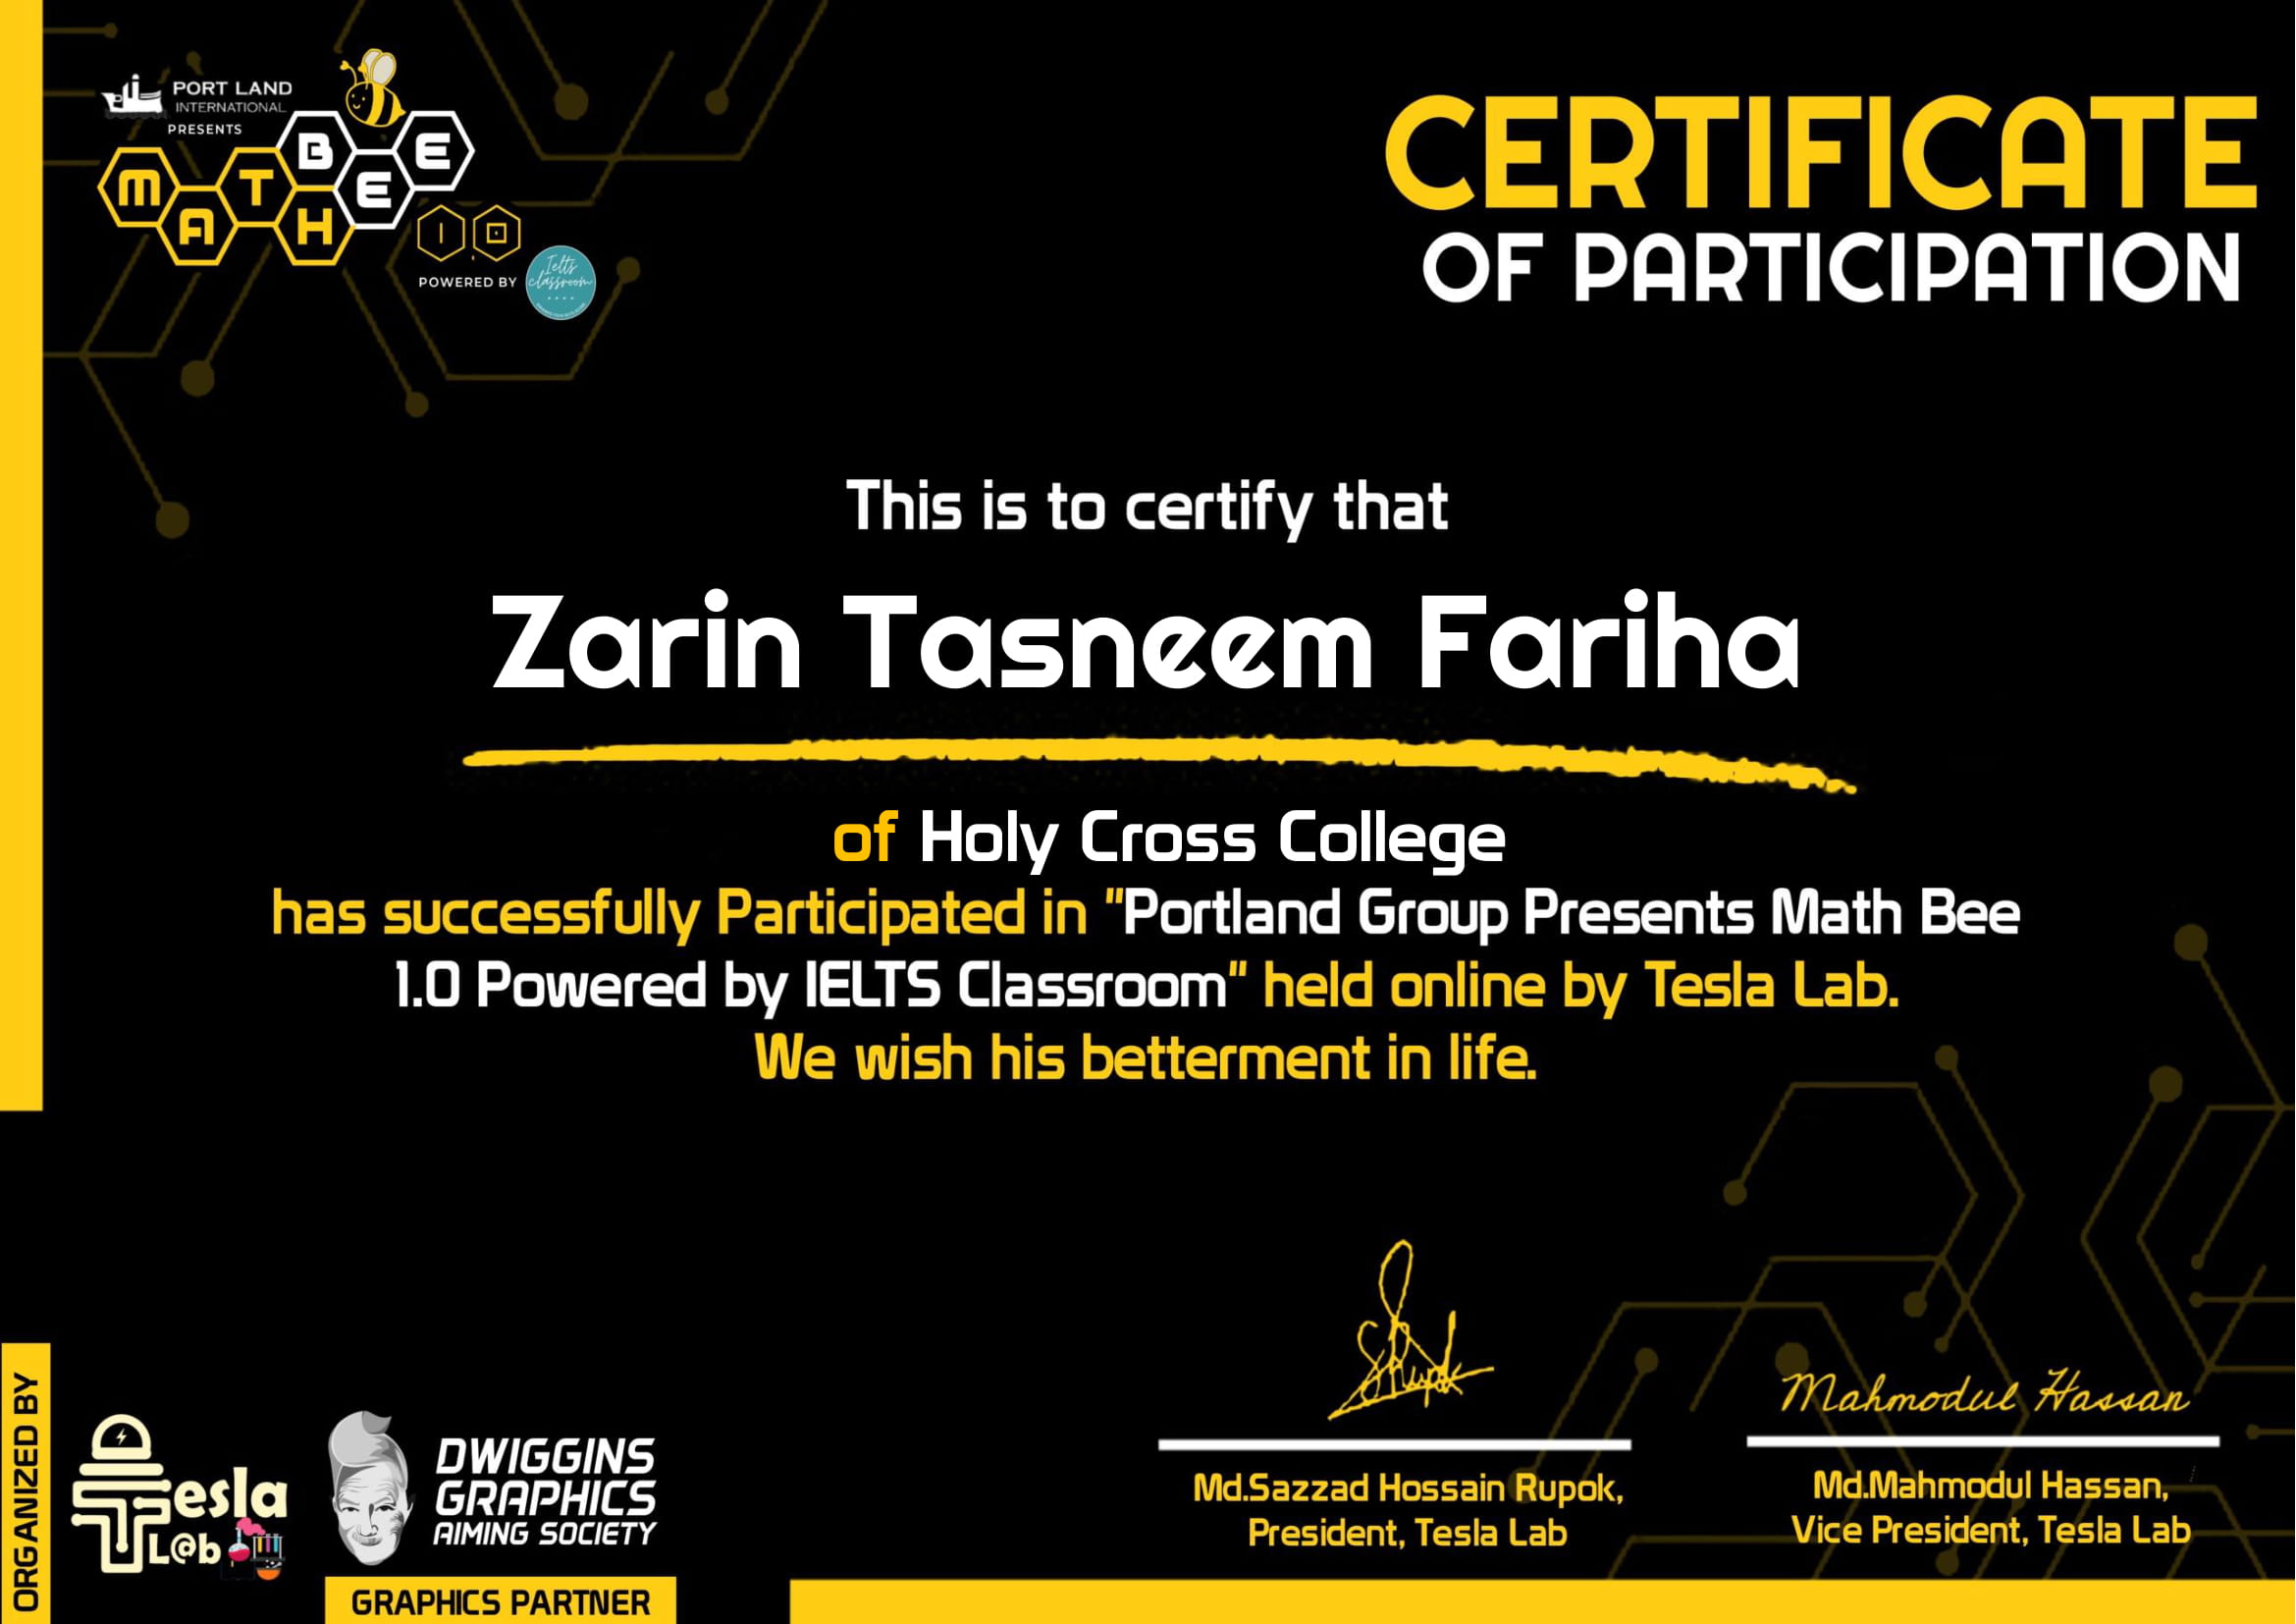 PORT LAND
INTERNATIONAL
PRESENTS
MATH BEE
1.0
POWERED BY
Ielts
classroom
CERTIFICATE
OF PARTICIPATION
This is to certify that
Zarin Tasneem Fariha
of Holy Cross College
has successfully Participated in "Portland Group Presents Math Bee
1.0 Powered by IELTS Classroom" held online by Tesla Lab.
We wish his betterment in life.
ORGANIZED BY
Tesla
L@b
DWIGGINS
GRAPHICS
AIMING SOCIETY
GRAPHICS PARTNER
Rupok
Md.Sazzad Hossain Rupok,
President, Tesla Lab
Mahmodul Hassan
Md.Mahmodul Hassan,
Vice President, Tesla Lab